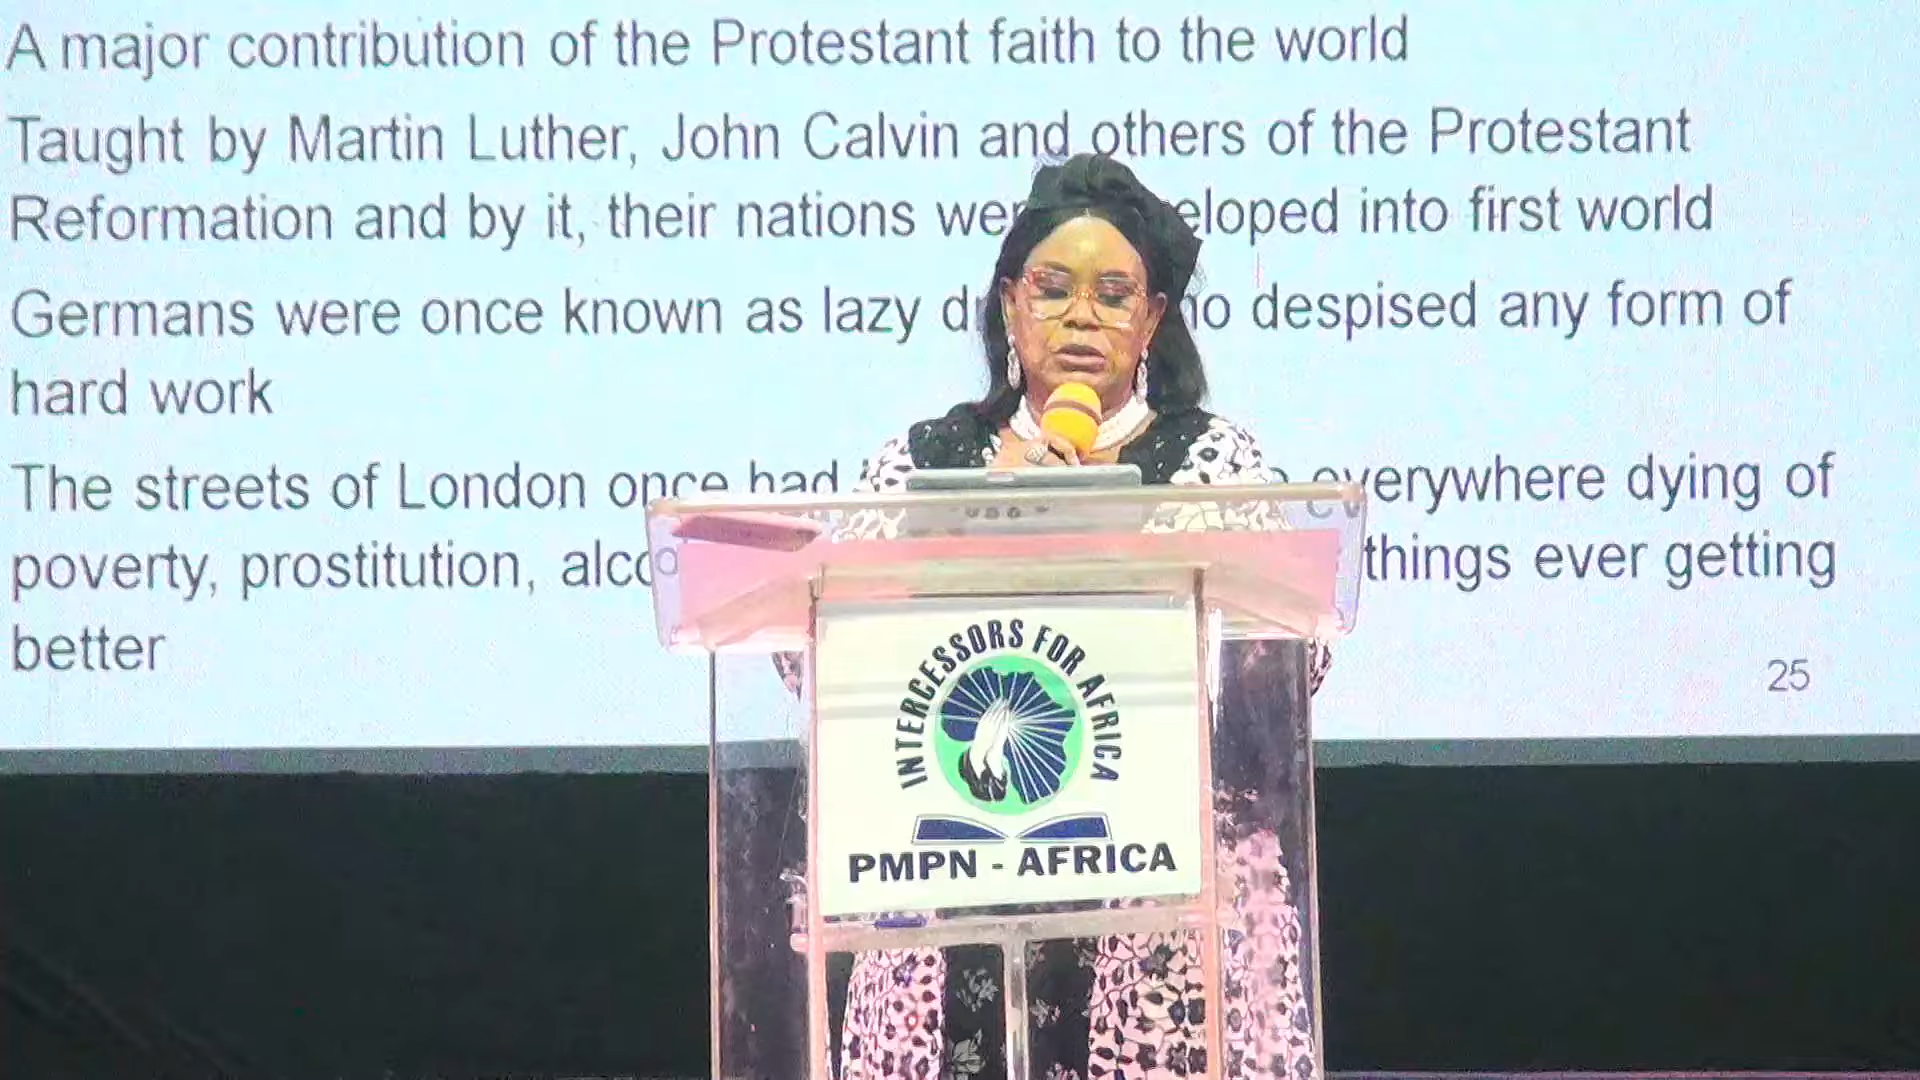 A major contribution of the Protestant faith to the world
Taught by Martin Luther, John Calvin and others of the Protestant
Reformation and by it, their nations into first world
Germans were once known as lazy despised any form of
hard work
The streets of London once had everywhere dying of
poverty, prostitution, things ever getting
better
25
INTERCESSORS FOR AFRICA
PMPN - AFRICA